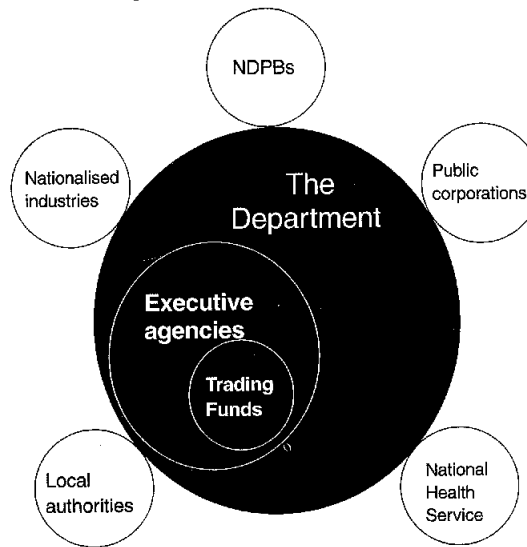 NDPBs
Nationalised
industries
Public
corporations
The
Department
Executive
agencies
Trading
Funds
Local
authorities
National
Health
Service